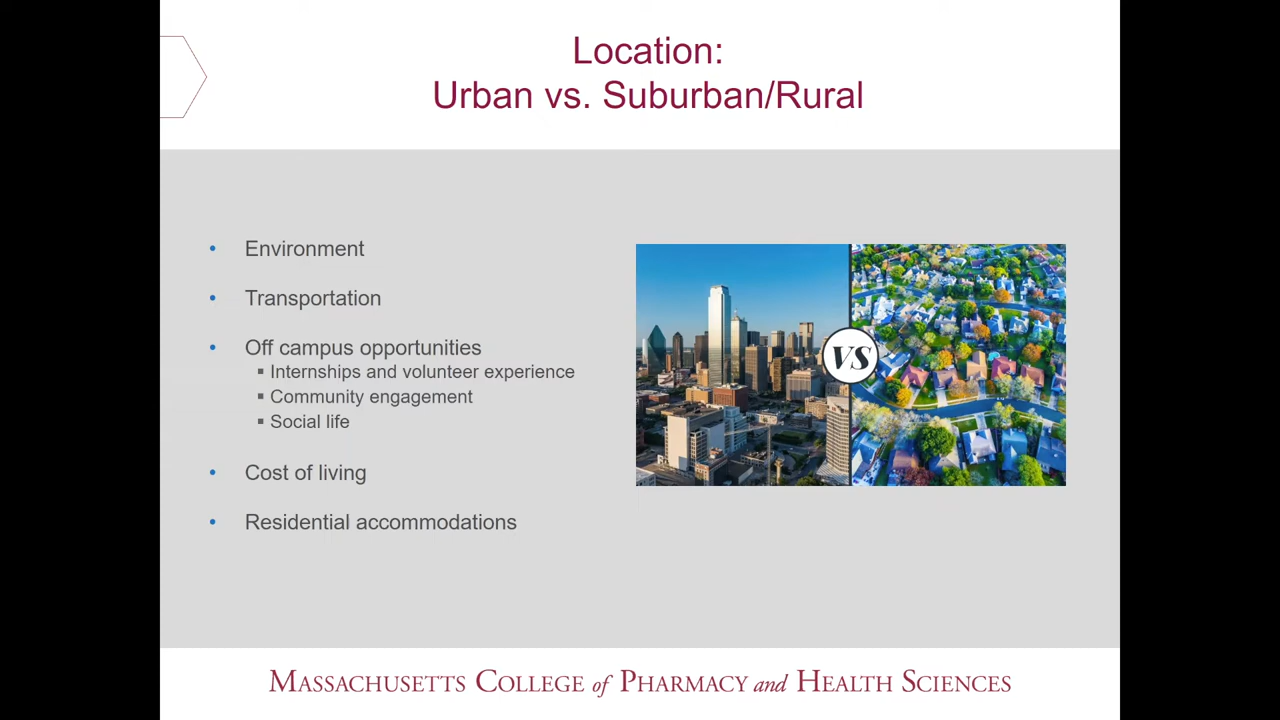 Location:
Urban vs. Suburban/Rural
• Environment
• Transportation
• Off campus opportunities
▪ Internships and volunteer experience
▪ Community engagement
▪ Social life
• Cost of living
• Residential accommodations
VS
MASSACHUSETTS COLLEGE of PHARMACY and HEALTH SCIENCES